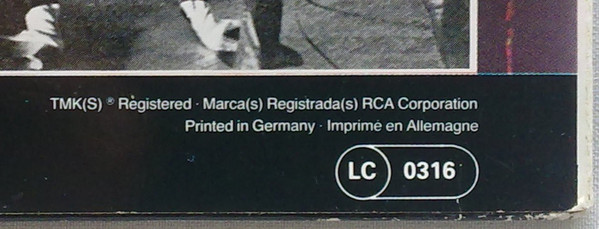 TMK(S) ® Registered · Marca(s) Registrada(s) RCA Corporation
Printed in Germany · Imprimé en Allemagne
LC 0316